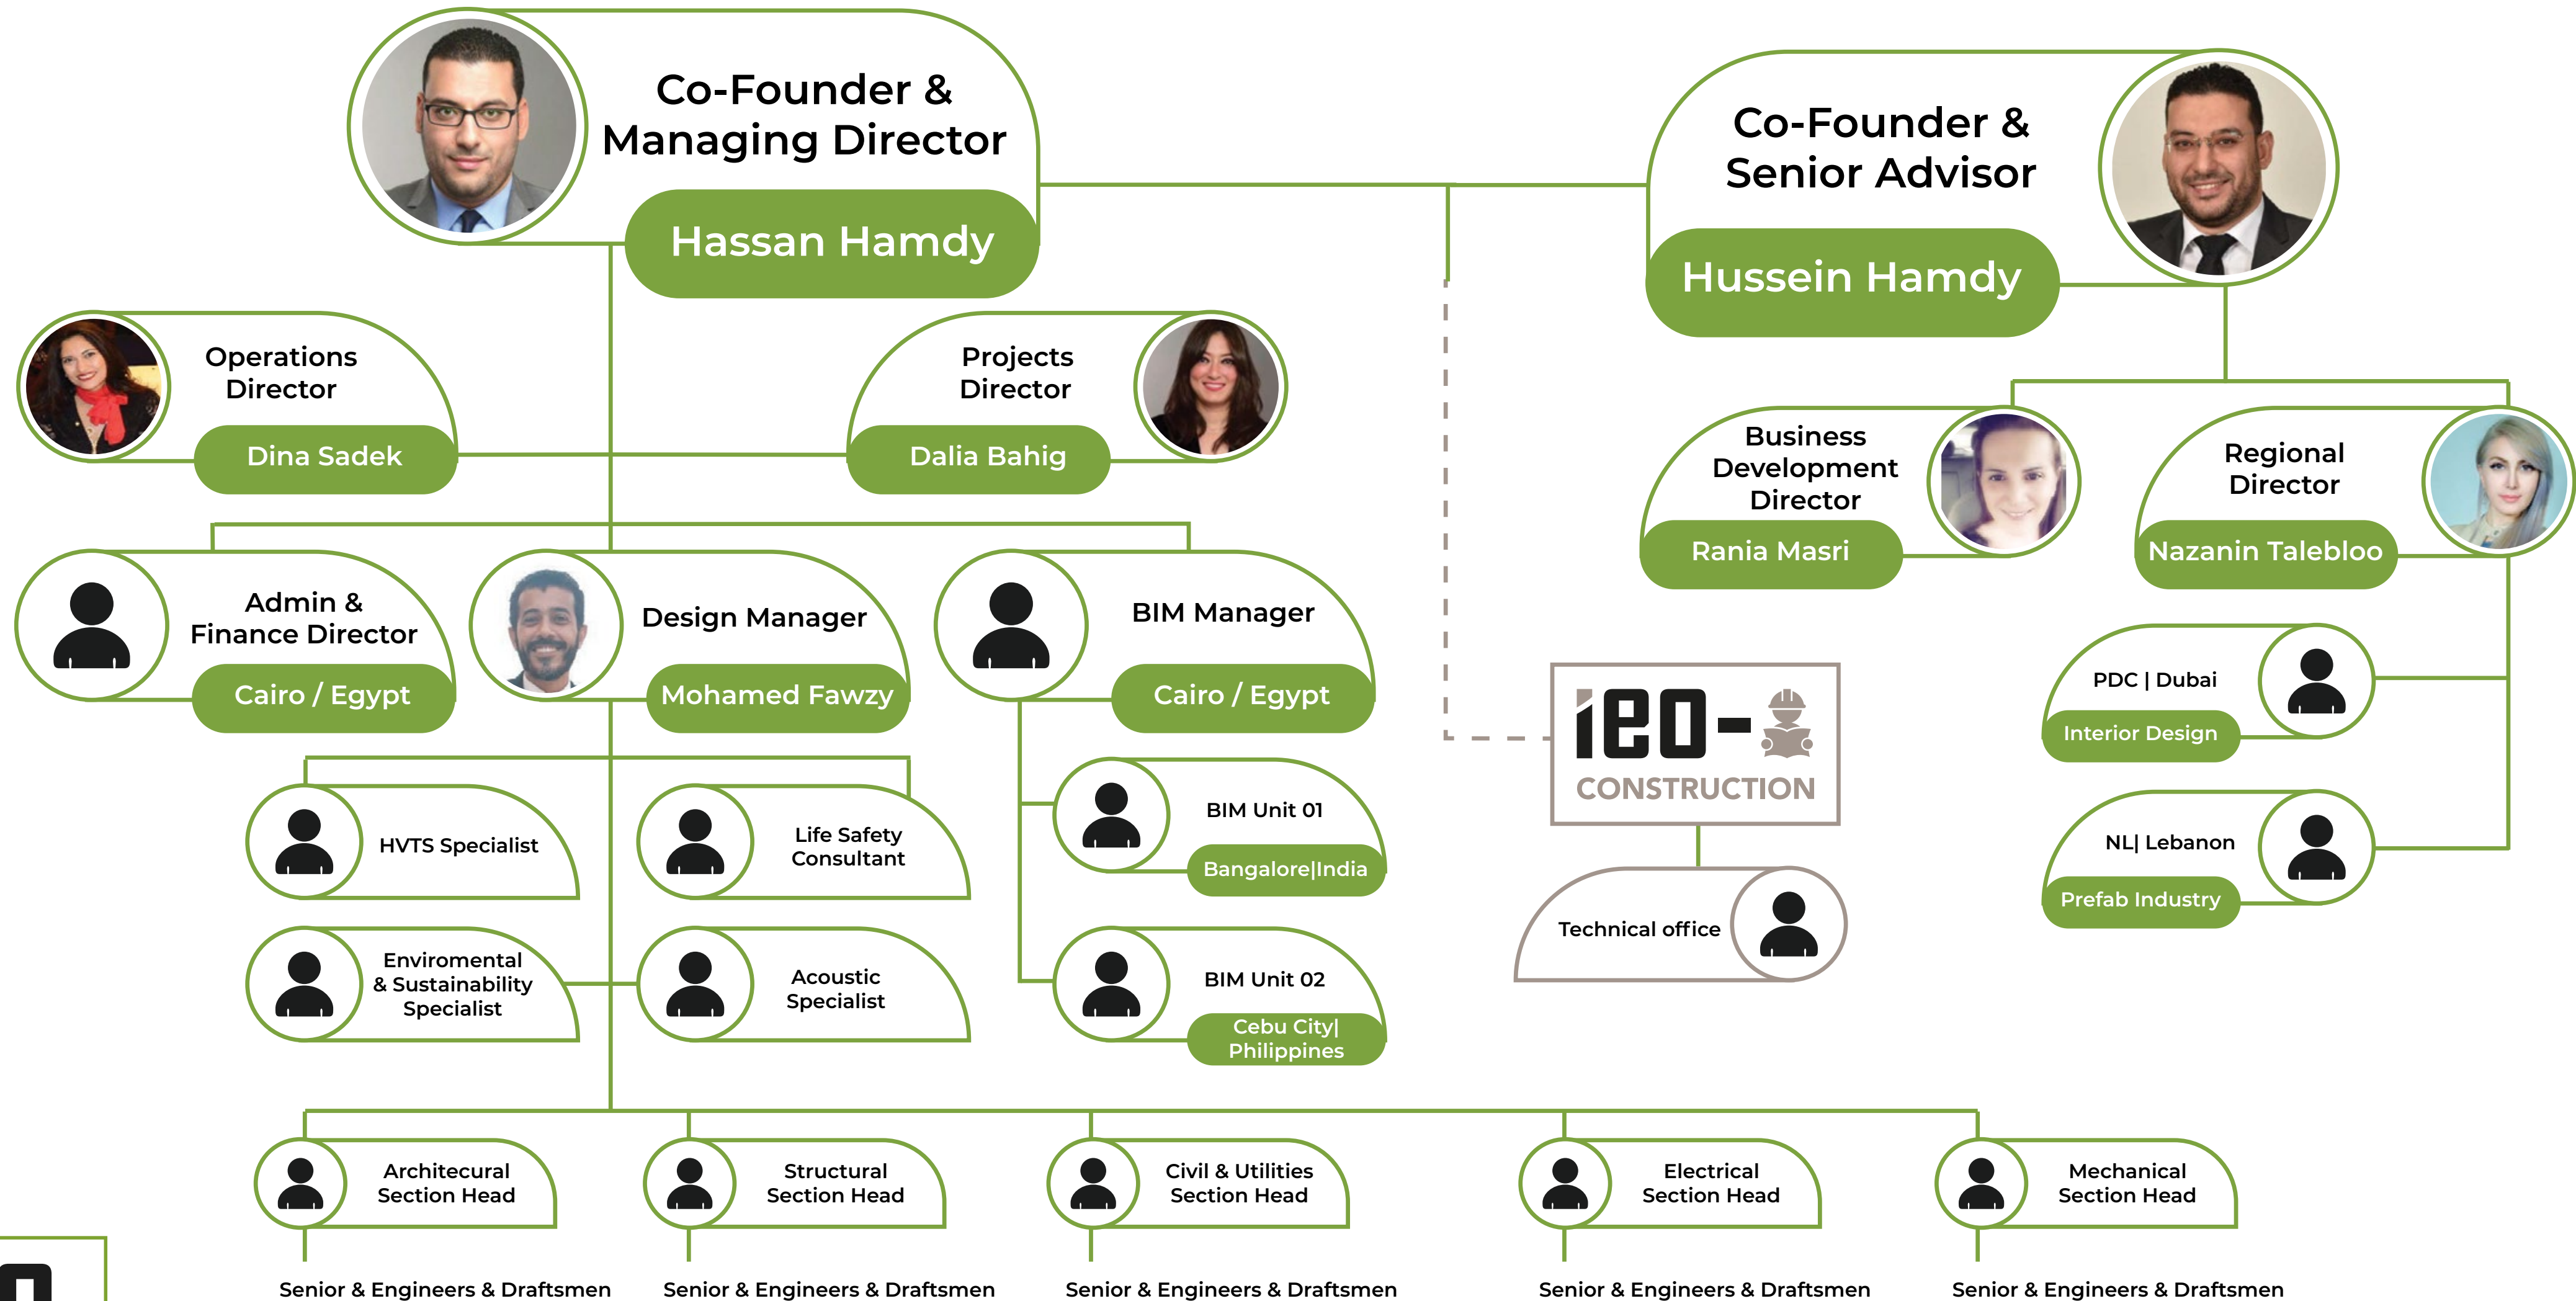 Co-Founder &
Managing Director
Hassan Hamdy
Co-Founder &
Senior Advisor
Hussein Hamdy
Operations
Director
Dina Sadek
Projects
Director
Dalia Bahig
Business
Development
Director
Rania Masri
Regional
Director
Nazanin Talebloo
Admin &
Finance Director
Cairo / Egypt
Design Manager
Mohamed Fawzy
BIM Manager
Cairo / Egypt
HVTS Specialist
Life Safety
Consultant
Enviromental
& Sustainability
Specialist
Acoustic
Specialist
BIM Unit 01
Bangalore|India
BIM Unit 02
Cebu City|
Philippines
ieo-
CONSTRUCTION
Technical office
PDC | Dubai
Interior Design
NL| Lebanon
Prefab Industry
Architecural
Section Head
Structural
Section Head
Civil & Utilities
Section Head
Electrical
Section Head
Mechanical
Section Head
Senior & Engineers & Draftsmen
Senior & Engineers & Draftsmen
Senior & Engineers & Draftsmen
Senior & Engineers & Draftsmen
Senior & Engineers & Draftsmen